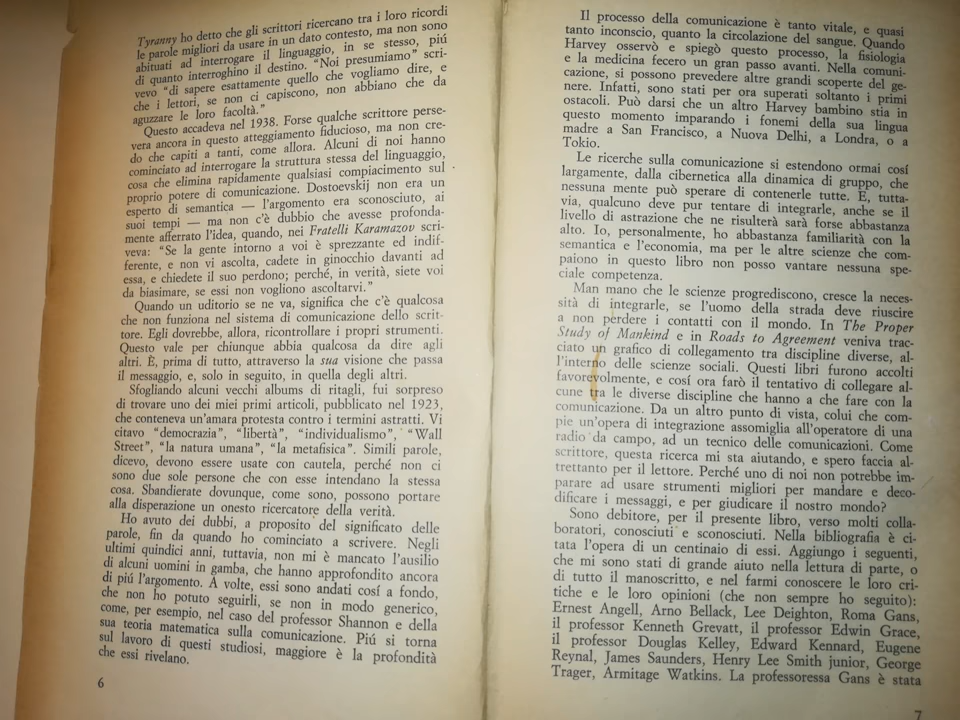 Tyranny ho detto che gli scrittori ricercano tra i loro ricordi
le parole migliori da usare in un dato contesto, ma non sono
abituati ad interrogare il linguaggio, in se stesso, piú
di quanto interroghino il destino. "Noi presumiamo" scri-
vevo "di sapere esattamente quello che vogliamo dire, e
che i lettori, se non ci capiscono, non abbiano che da
aguzzare le loro facoltà."
Questo accadeva nel 1938. Forse qualche scrittore perse-
vera ancora in questo atteggiamento fiducioso, ma non cre-
do che capiti a tanti, come allora. Alcuni di noi hanno
cominciato ad interrogare la struttura stessa del linguaggio,
cosa che elimina rapidamente qualsiasi compiacimento sul
proprio potere di comunicazione. Dostoevskij non era un
esperto di semantica — l'argomento era sconosciuto, ai
suoi tempi — ma non c'è dubbio che avesse profonda-
mente afferrato l'idea, quando, nei Fratelli Karamazov scri-
veva: "Se la gente intorno a voi è sprezzante ed indif-
ferente, e non vi ascolta, cadete in ginocchio davanti ad
essa, e chiedete il suo perdono; perché, in verità, siete voi
da biasimare, se essi non vogliono ascoltarvi."
Quando un uditorio se ne va, significa che c'è qualcosa
che non funziona nel sistema di comunicazione dello scrit-
tore. Egli dovrebbe, allora, ricontrollare i propri strumenti.
Questo vale per chiunque abbia qualcosa da dire agli
altri. È, prima di tutto, attraverso la sua visione che passa
il messaggio, e, solo in seguito, in quella degli altri.
Sfogliando alcuni vecchi albums di ritagli, fui sorpreso
di trovare uno dei miei primi articoli, pubblicato nel 1923,
che conteneva un'amara protesta contro i termini astratti. Vi
citavo "democrazia", "libertà", "individualismo", "Wall
Street", "la natura umana", "la metafisica". Simili parole,
dicevo, devono essere usate con cautela, perché non ci
sono due sole persone che con esse intendano la stessa
cosa. Sbandierate dovunque, come sono, possono portare
alla disperazione un onesto ricercatore della verità.
Ho avuto dei dubbi, a proposito del significato delle
parole, fin da quando ho cominciato a scrivere. Negli
ultimi quindici anni, tuttavia, non mi è mancato l'ausilio
di alcuni uomini in gamba, che hanno approfondito ancora
di piú l'argomento. A volte, essi sono andati cosí a fondo,
che non ho potuto seguirli, se non in modo generico,
come, per esempio, nel caso del professor Shannon e della
sua teoria matematica sulla comunicazione. Piú si torna
sul lavoro di questi studiosi, maggiore è la profondità
che essi rivelano.
6
Il processo della comunicazione è tanto vitale, e quasi
tanto inconscio, quanto la circolazione del sangue. Quando
Harvey osservò e spiegò questo processo, la fisiologia
e la medicina fecero un gran passo avanti. Nella comuni-
cazione, si possono prevedere altre grandi scoperte del ge-
nere. Infatti, sono stati per ora superati soltanto i primi
ostacoli. Può darsi che un altro Harvey bambino stia in
questo momento imparando i fonemi della sua lingua
madre a San Francisco, a Nuova Delhi, a Londra, o a
Tokio.
Le ricerche sulla comunicazione si estendono ormai cosí
largamente, dalla cibernetica alla dinamica di gruppo, che
nessuna mente può sperare di contenerle tutte. E, tutta-
via, qualcuno deve pur tentare di integrarle, anche se il
livello di astrazione che ne risulterà sarà forse abbastanza
alto. Io, personalmente, ho abbastanza familiarità con la
semantica e l'economia, ma per le altre scienze che com-
paiono in questo libro non posso vantare nessuna spe-
ciale competenza.
Man mano che le scienze progrediscono, cresce la neces-
sità di integrarle, se l'uomo della strada deve riuscire
a non perdere i contatti con il mondo. In The Proper
Study of Mankind e in Roads to Agreement veniva trac-
ciato un grafico di collegamento tra discipline diverse, al-
l'interno delle scienze sociali. Questi libri furono accolti
favorevolmente, e cosí ora farò il tentativo di collegare al-
cune tra le diverse discipline che hanno a che fare con la
comunicazione. Da un altro punto di vista, colui che com-
pie un'opera di integrazione assomiglia all'operatore di una
radio da campo, ad un tecnico delle comunicazioni. Come
scrittore, questa ricerca mi sta aiutando, e spero faccia al-
trettanto per il lettore. Perché uno di noi non potrebbe im-
parare ad usare strumenti migliori per mandare e deco-
dificare i messaggi, e per giudicare il nostro mondo?
Sono debitore, per il presente libro, verso molti colla-
boratori, conosciuti e sconosciuti. Nella bibliografia è ci-
tata l'opera di un centinaio di essi. Aggiungo i seguenti,
che mi sono stati di grande aiuto nella lettura di parte, o
di tutto il manoscritto, e nel farmi conoscere le loro cri-
tiche e le loro opinioni (che non sempre ho seguito):
Ernest Angell, Arno Bellack, Lee Deighton, Roma Gans,
il professor Kenneth Grevatt, il professor Edwin Grace,
il professor Douglas Kelley, Edward Kennard, Eugene
Reynal, James Saunders, Henry Lee Smith junior, George
Trager, Armitage Watkins. La professoressa Gans è stata
7